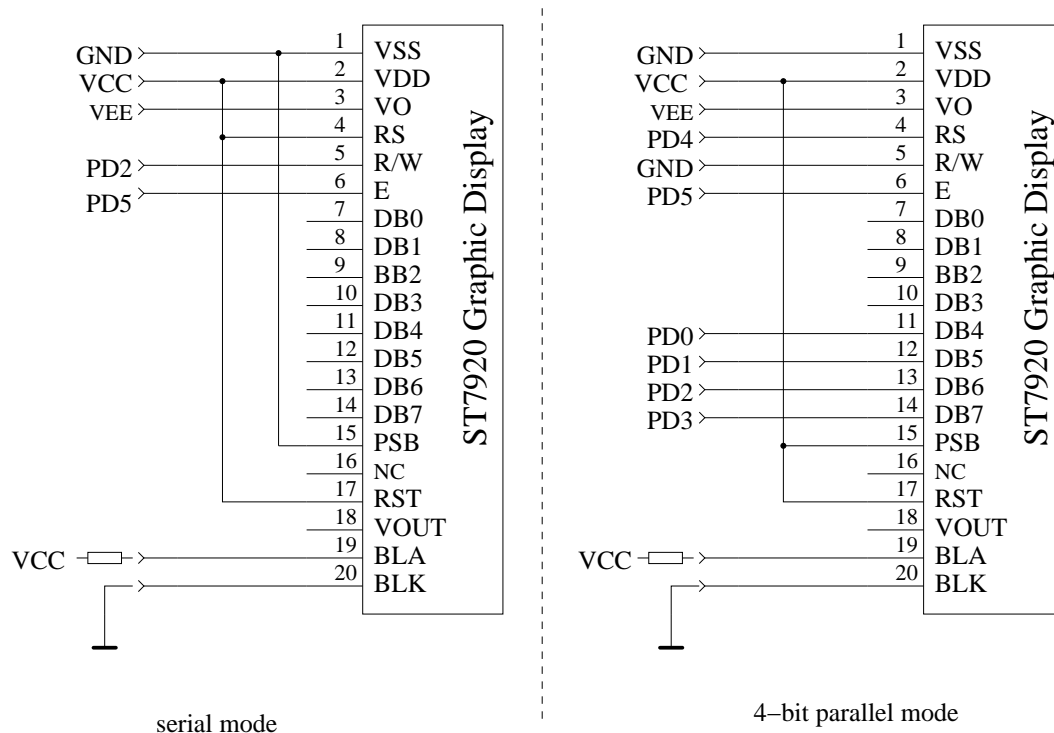 GND 1 VSS
VCC 2 VDD
VEE 3 VO
4 RS
PD2 5 R/W
PD5 6 E
7 DB0
8 DB1
9 BB2
10 DB3
11 DB4
12 DB5
13 DB6
14 DB7
15 PSB
16 NC
17 RST
18 VOUT
VCC 19 BLA
20 BLK
ST7920 Graphic Display
serial mode
GND 1 VSS
VCC 2 VDD
VEE 3 VO
PD4 4 RS
GND 5 R/W
PD5 6 E
7 DB0
8 DB1
9 BB2
10 DB3
PD0 11 DB4
PD1 12 DB5
PD2 13 DB6
PD3 14 DB7
15 PSB
16 NC
17 RST
18 VOUT
VCC 19 BLA
20 BLK
ST7920 Graphic Display
4−bit parallel mode